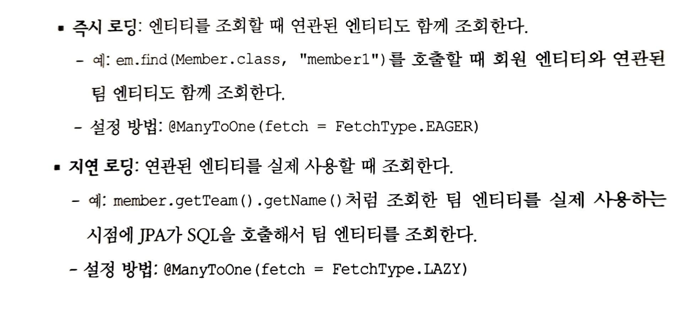 ▪ 즉시 로딩: 엔티티를 조회할 때 연관된 엔티티도 함께 조회한다.
- 예: em.find(Member.class, "member1")를 호출할 때 회원 엔티티와 연관된
팀 엔티티도 함께 조회한다.
- 설정 방법: @ManyToOne(fetch = FetchType.EAGER)
▪ 지연 로딩: 연관된 엔티티를 실제 사용할 때 조회한다.
- 예: member.getTeam().getName()처럼 조회한 팀 엔티티를 실제 사용하는
시점에 JPA가 SQL을 호출해서 팀 엔티티를 조회한다.
- 설정 방법: @ManyToOne(fetch = FetchType.LAZY)